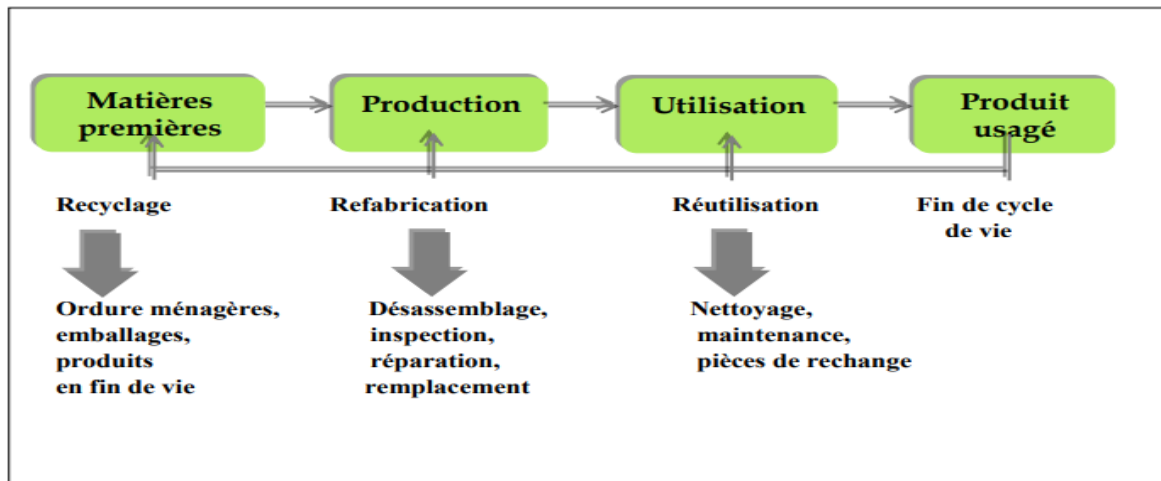 Matières
premières
Production
Utilisation
Produit
usagé
Recyclage
Refabrication
Réutilisation
Fin de cycle
de vie
Ordure ménagères,
emballages,
produits
en fin de vie
Désassemblage,
inspection,
réparation,
remplacement
Nettoyage,
maintenance,
pièces de rechange